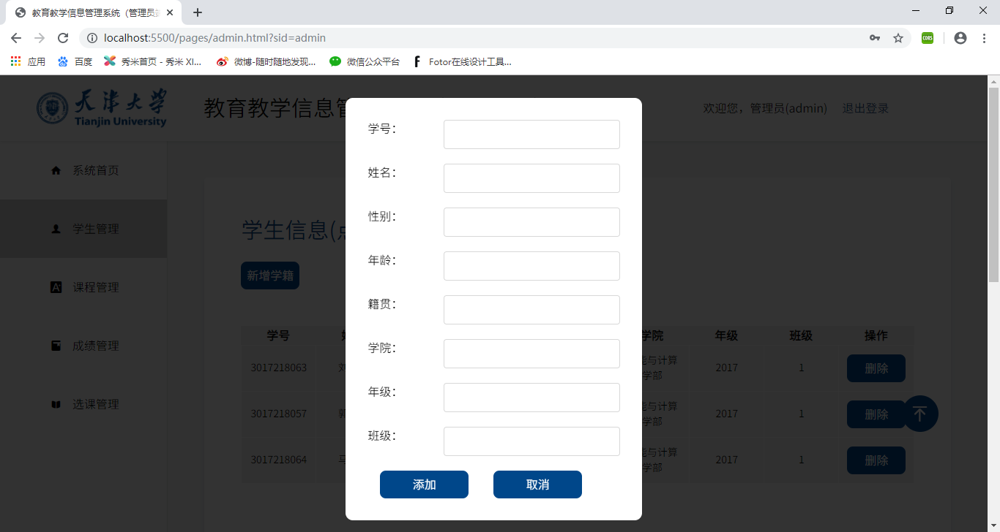 教育教学信息管理系统（管理员
localhost:5500/pages/admin.html?sid=admin
CORS
应用 百度 秀米首页 - 秀米 XI... 微博-随时随地发现... 微信公众平台 Fotor在线设计工具...
天津大学
Tianjin University
教育教学信息管
欢迎您，管理员(admin) 退出登录
系统首页
学生管理
课程管理
成绩管理
选课管理
学生信息(点
新增学籍
学号：
姓名：
性别：
年龄：
籍贯：
学院：
年级：
班级：
添加 取消
学号 学院 年级 班级 操作
3017218063 刘 能与计算学部 2017 1 删除
3017218057 郭 能与计算学部 2017 1 删除
3017218064 马 能与计算学部 2017 1 删除